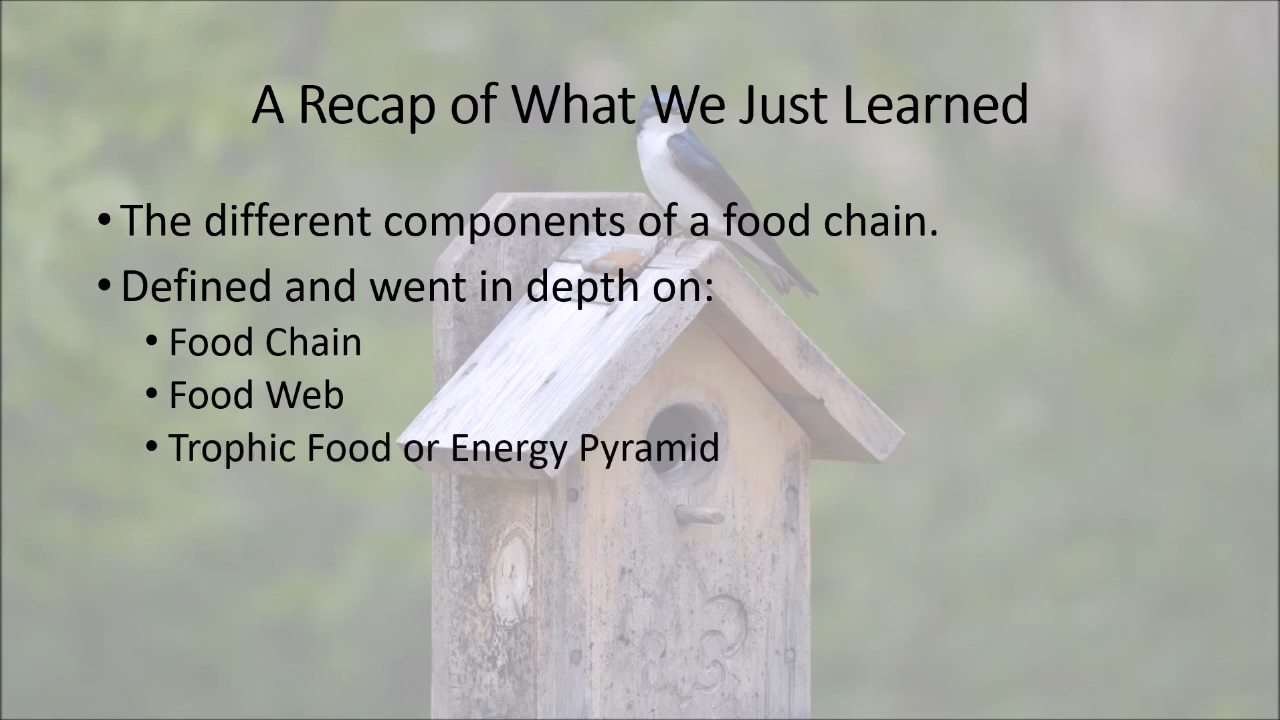 A Recap of What We Just Learned
• The different components of a food chain.
• Defined and went in depth on:
• Food Chain
• Food Web
• Trophic Food or Energy Pyramid